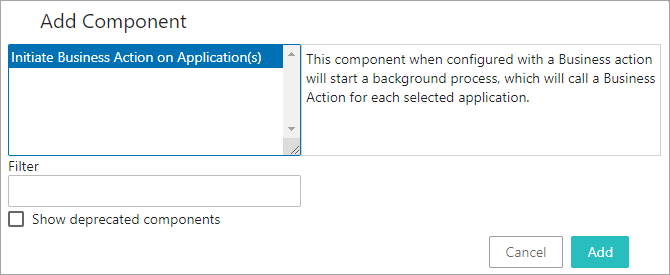 Add Component
Initiate Business Action on Application(s)
This component when configured with a Business action
will start a background process, which will call a Business
Action for each selected application.
Filter
Show deprecated components
Cancel
Add